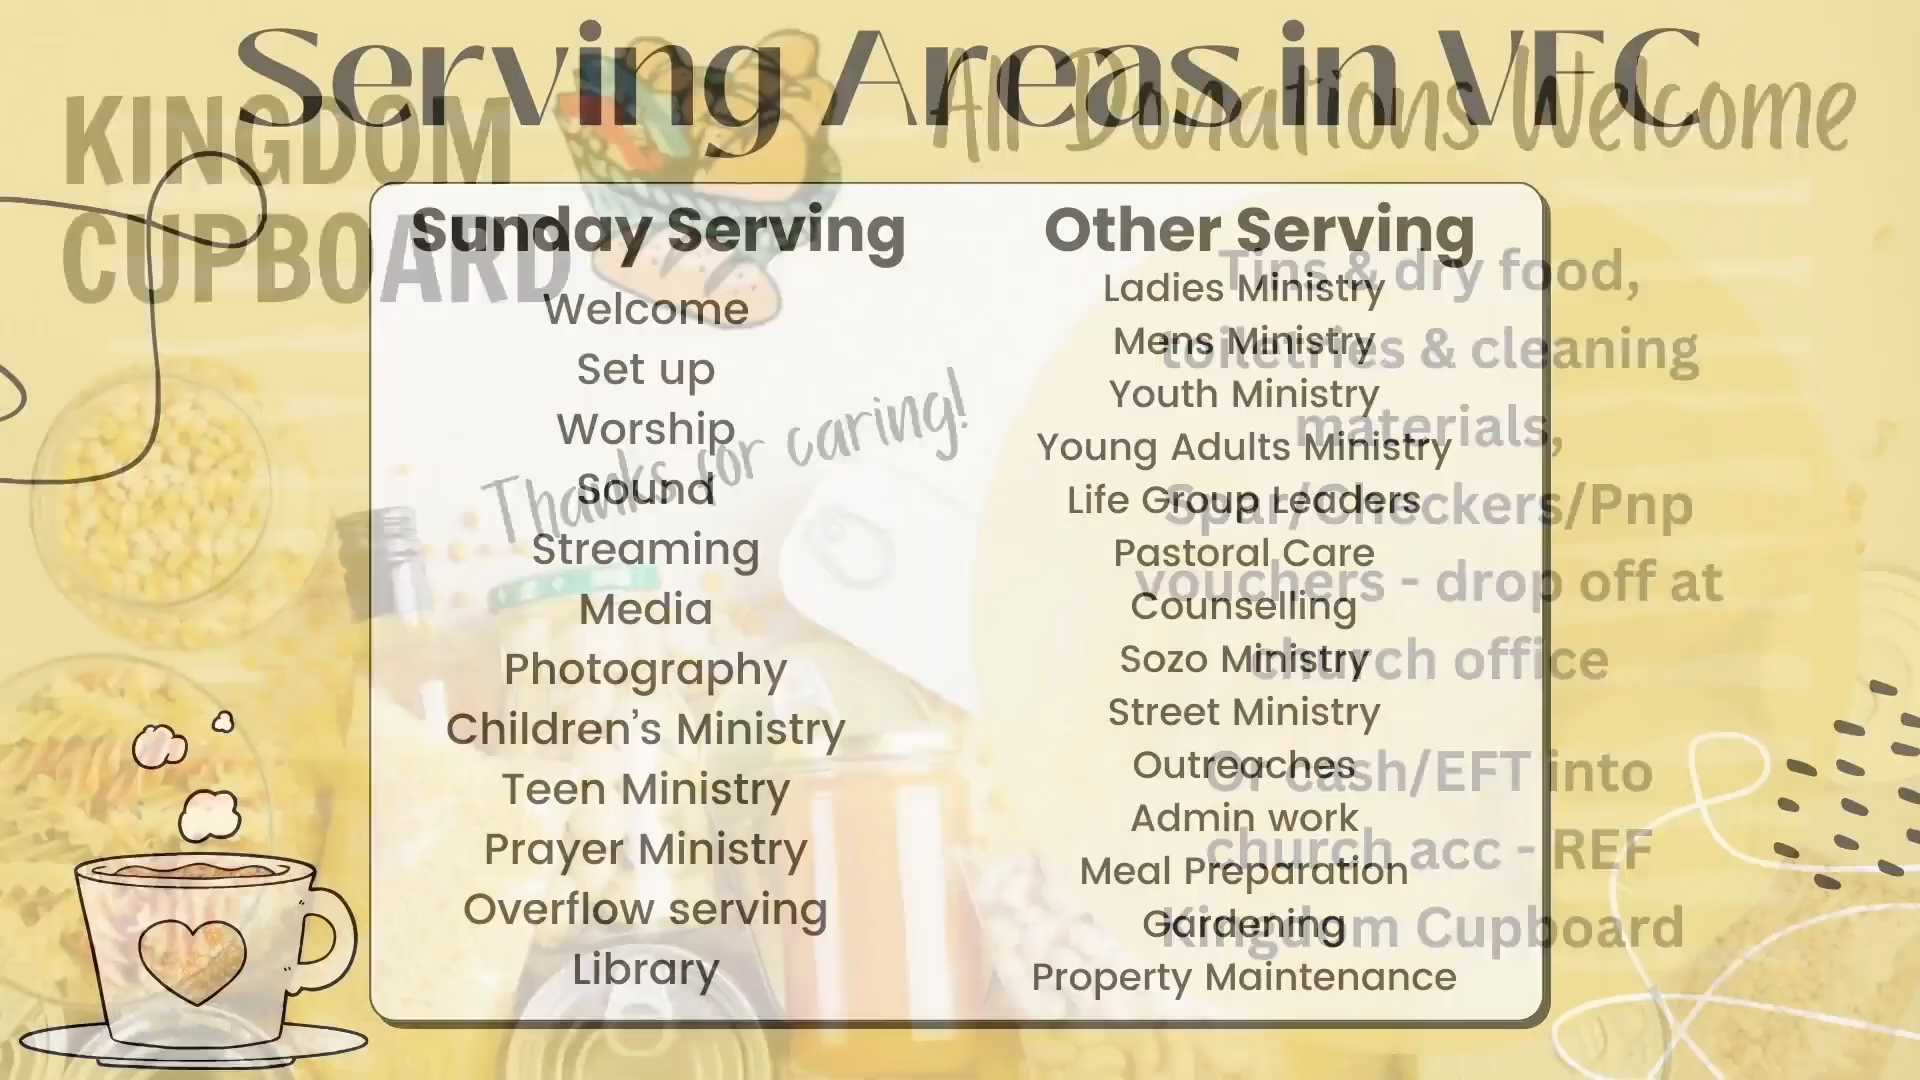 Serving Areas in VFC
Sunday Serving
Welcome
Set up
Worship
Sound
Streaming
Media
Photography
Children's Ministry
Teen Ministry
Prayer Ministry
Overflow serving
Library
Other Serving
Ladies Ministry
Mens Ministry
Youth Ministry
Young Adults Ministry
Life Group Leaders
Pastoral Care
Counselling
Sozo Ministry
Street Ministry
Outreaches
Admin work
Meal Preparation
Gardening
Property Maintenance
KINGDOM
CUPBOARD
All Donations Welcome
Thanks for caring!
Tins & dry food,
toiletries & cleaning
materials,
Spar/Checkers/Pnp
vouchers - drop off at
church office
Or cash/EFT into
church acc - REF
Kingdom Cupboard